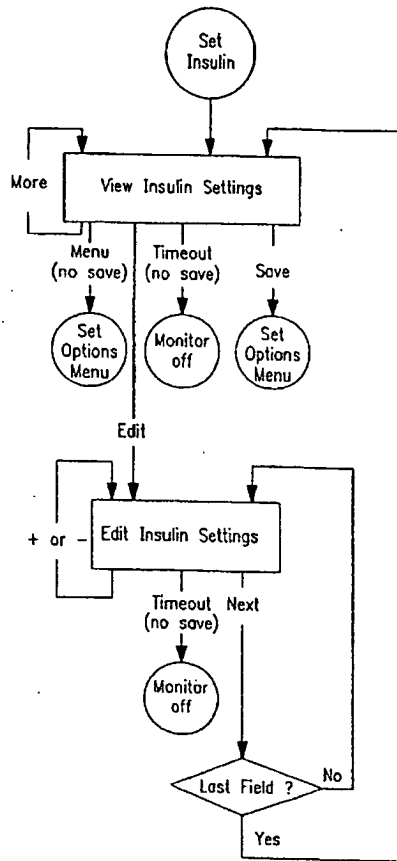 Set
Insulin
More
View Insulin Settings
Menu
(no save)
Timeout
(no save)
Save
Set
Options
Menu
Monitor
off
Set
Options
Menu
Edit
+ or -
Edit Insulin Settings
Timeout
(no save)
Next
Monitor
off
Last Field ?
No
Yes